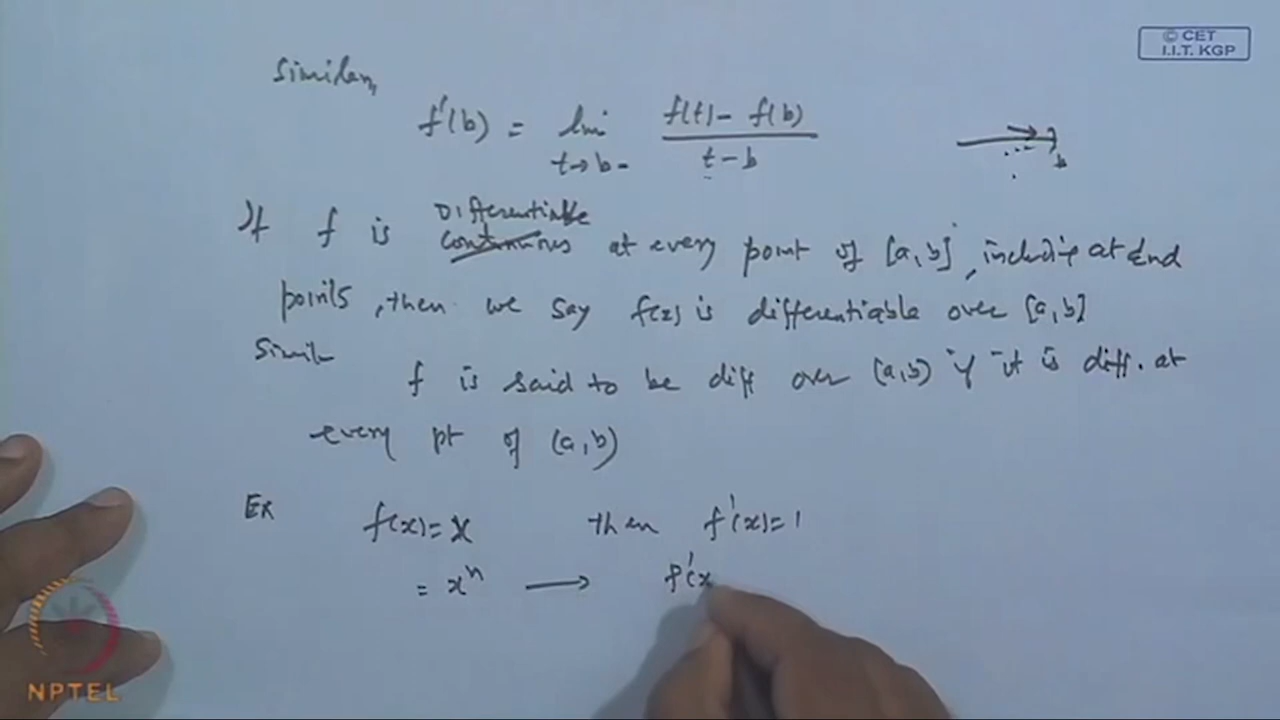 © CET
I.I.T. KGP
f'(b) = lim t→b- f(t) - f(b) / t - b
b
If f is Differentiable continuous at every point of [a, b], including at End
points, then we say f(x) is differentiable over [a, b]
f is said to be diff over (a, b) if it is diff. at
every pt of (a, b)
Ex f(x) = x then f'(x) = 1
= x^n → f'(x
NPTEL